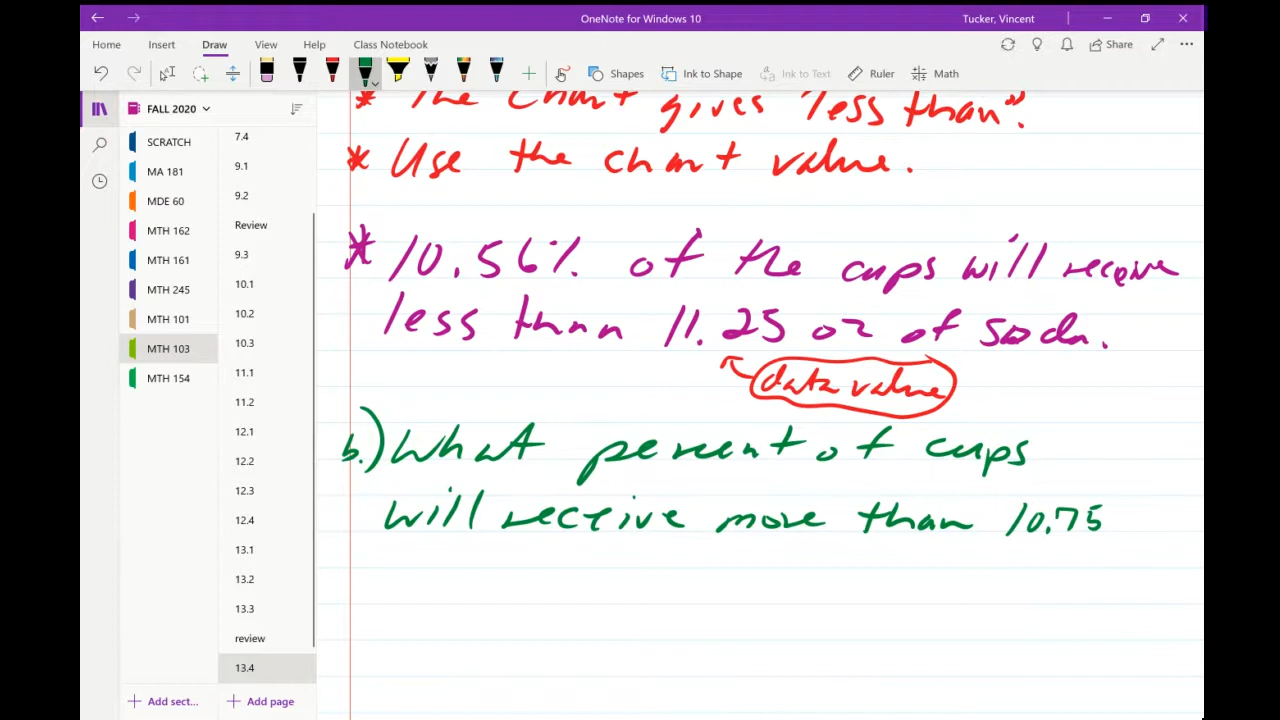 OneNote for Windows 10
Tucker, Vincent
Home Insert Draw View Help Class Notebook
Share
Shapes Ink to Shape Ink to Text Ruler Math
FALL 2020
SCRATCH
MA 181
MDE 60
MTH 162
MTH 161
MTH 245
MTH 101
MTH 103
MTH 154
Add sect...
7.4
9.1
9.2
Review
9.3
10.1
10.2
10.3
11.1
11.2
12.1
12.2
12.3
12.4
13.1
13.2
13.3
review
13.4
Add page
* The chart gives "less than".
* Use the chart value.
* 10.56% of the cups will receive
less than 11.25 oz of soda.
data value
b.) What percent of cups
will receive more than 10.75